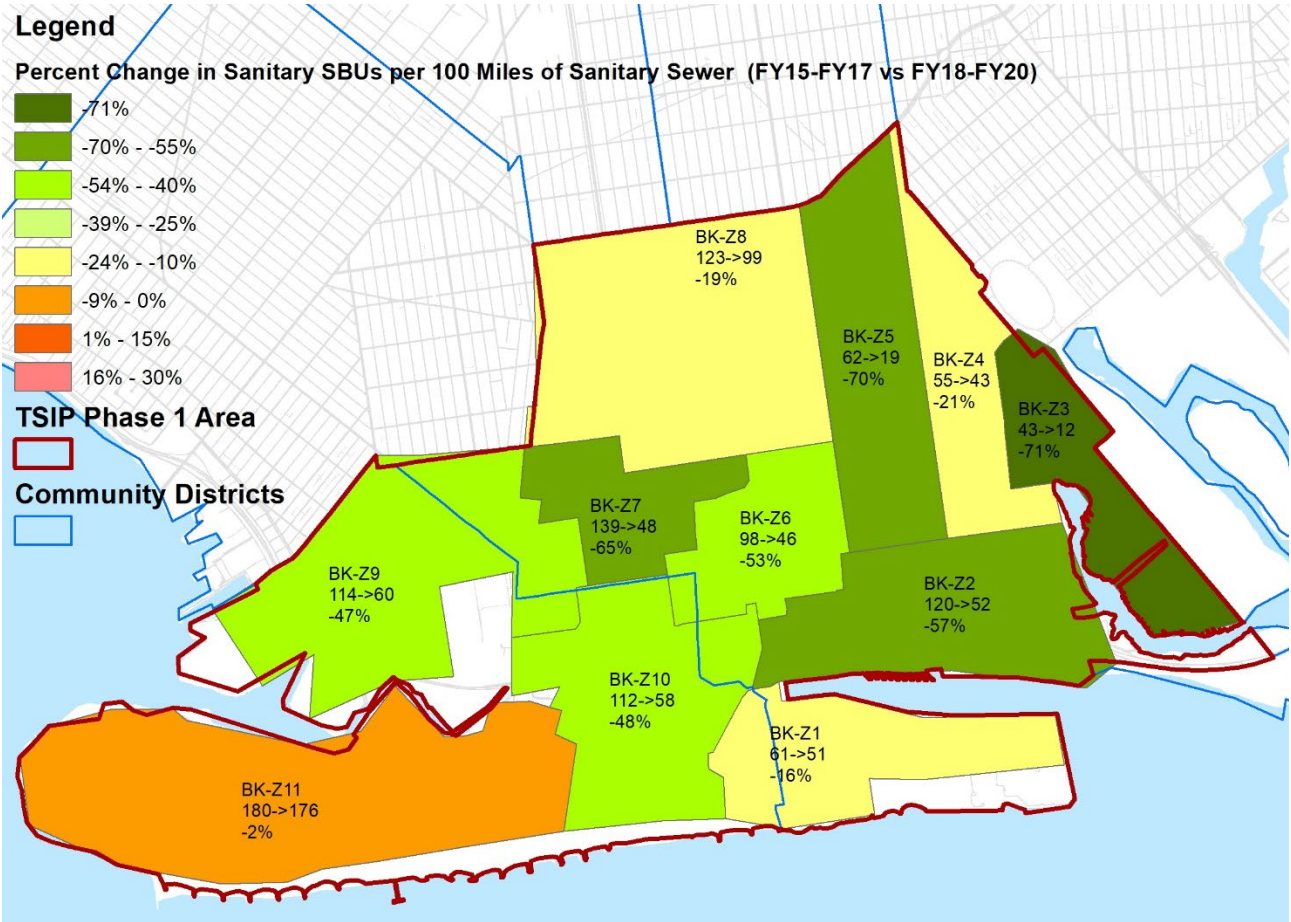 Legend
Percent Change in Sanitary SBUs per 100 Miles of Sanitary Sewer (FY15-FY17 vs FY18-FY20)
-71%
-70% - -55%
-54% - -40%
-39% - -25%
-24% - -10%
-9% - 0%
1% - 15%
16% - 30%
TSIP Phase 1 Area
Community Districts
BK-Z8
123->99
-19%
BK-Z5
62->19
-70%
BK-Z4
55->43
-21%
BK-Z3
43->12
-71%
BK-Z7
139->48
-65%
BK-Z6
98->46
-53%
BK-Z9
114->60
-47%
BK-Z2
120->52
-57%
BK-Z10
112->58
-48%
BK-Z1
61->51
-16%
BK-Z11
180->176
-2%